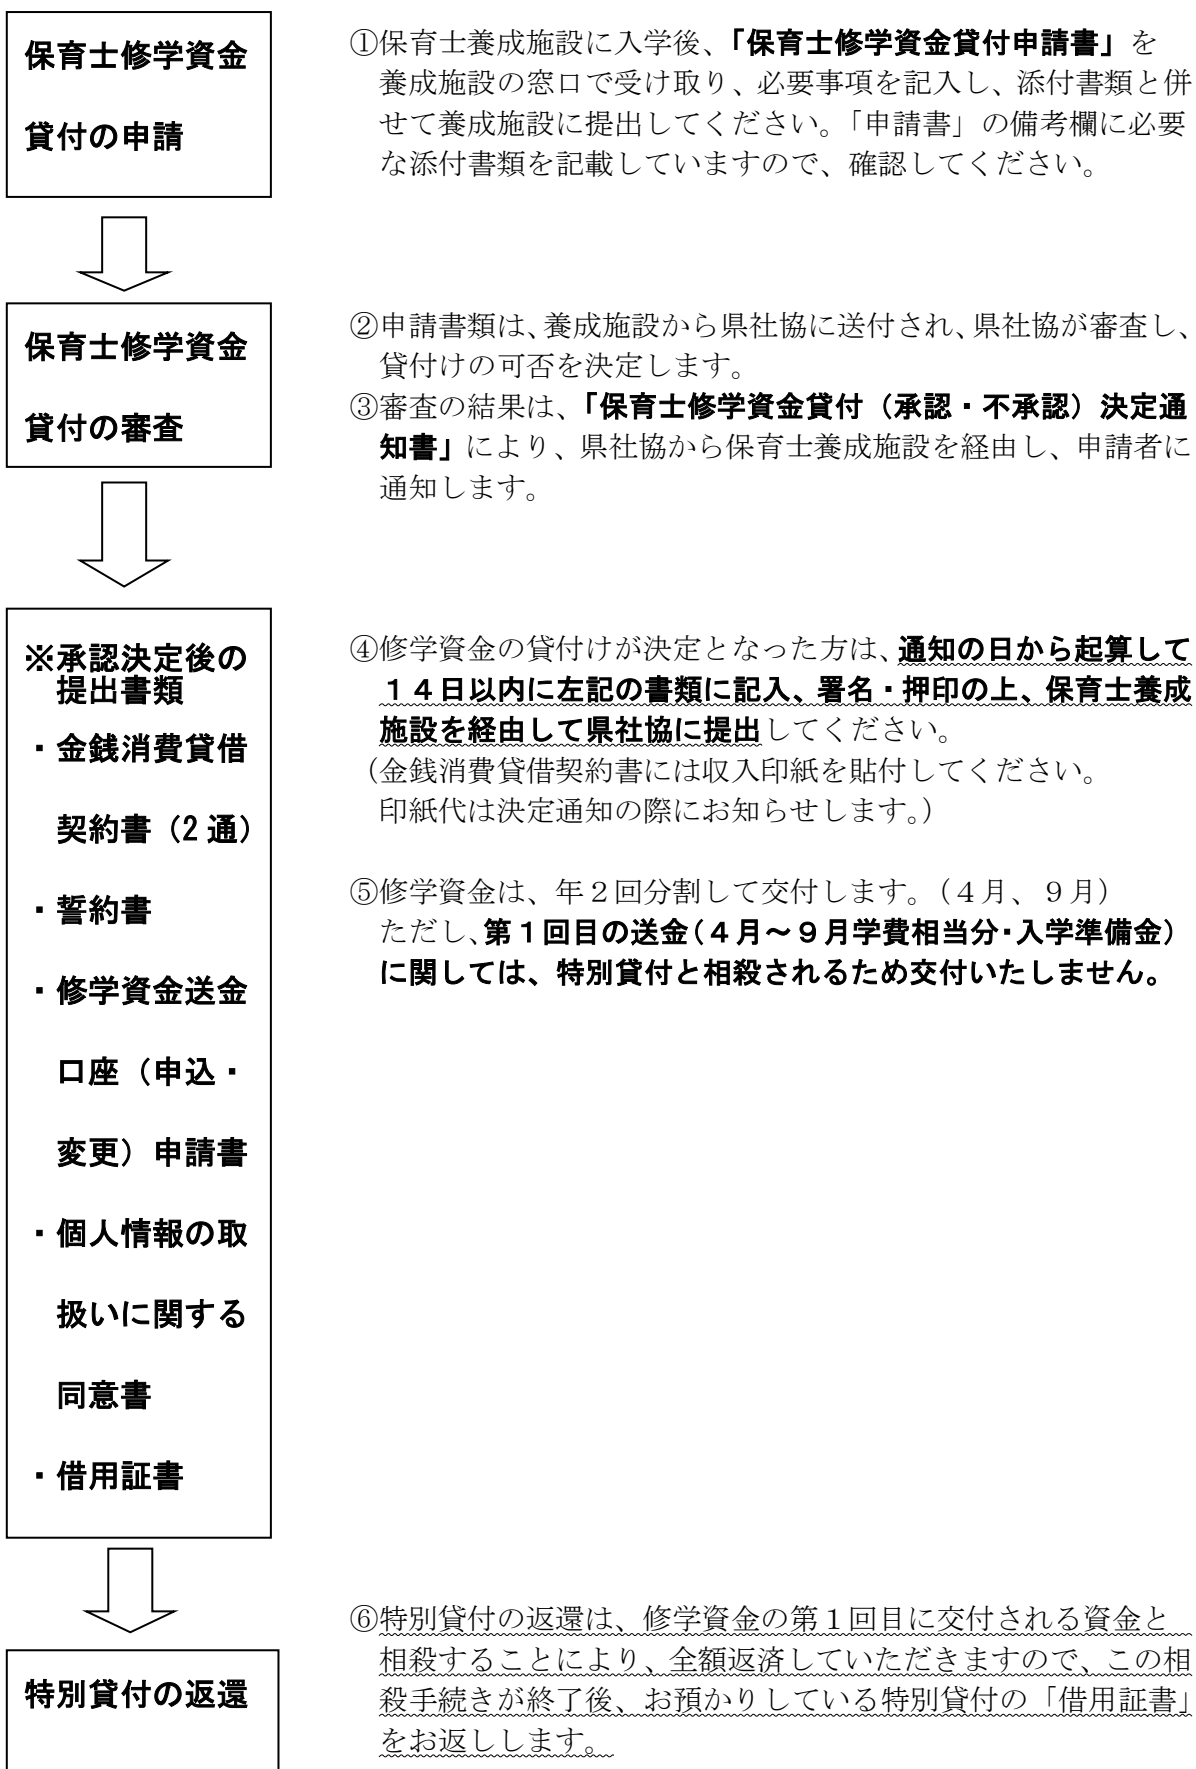 保育士修学資金
貸付の申請
①保育士養成施設に入学後、「保育士修学資金貸付申請書」を
養成施設の窓口で受け取り、必要事項を記入し、添付書類と併
せて養成施設に提出してください。「申請書」の備考欄に必要
な添付書類を記載していますので、確認してください。
保育士修学資金
貸付の審査
②申請書類は、養成施設から県社協に送付され、県社協が審査し、
貸付けの可否を決定します。
③審査の結果は、「保育士修学資金貸付（承認・不承認）決定通
知書」により、県社協から保育士養成施設を経由し、申請者に
通知します。
※承認決定後の
提出書類
・金銭消費貸借
契約書（2通）
・誓約書
・修学資金送金
口座（申込・
変更）申請書
・個人情報の取
扱いに関する
同意書
・借用証書
④修学資金の貸付けが決定となった方は、通知の日から起算して
１４日以内に左記の書類に記入、署名・押印の上、保育士養成
施設を経由して県社協に提出してください。
（金銭消費貸借契約書には収入印紙を貼付してください。
印紙代は決定通知の際にお知らせします。）
⑤修学資金は、年２回分割して交付します。（４月、９月）
ただし、第１回目の送金（４月～９月学費相当分・入学準備金）
に関しては、特別貸付と相殺されるため交付いたしません。
特別貸付の返還
⑥特別貸付の返還は、修学資金の第１回目に交付される資金と
相殺することにより、全額返済していただきますので、この相
殺手続きが終了後、お預かりしている特別貸付の「借用証書」
をお返しします。